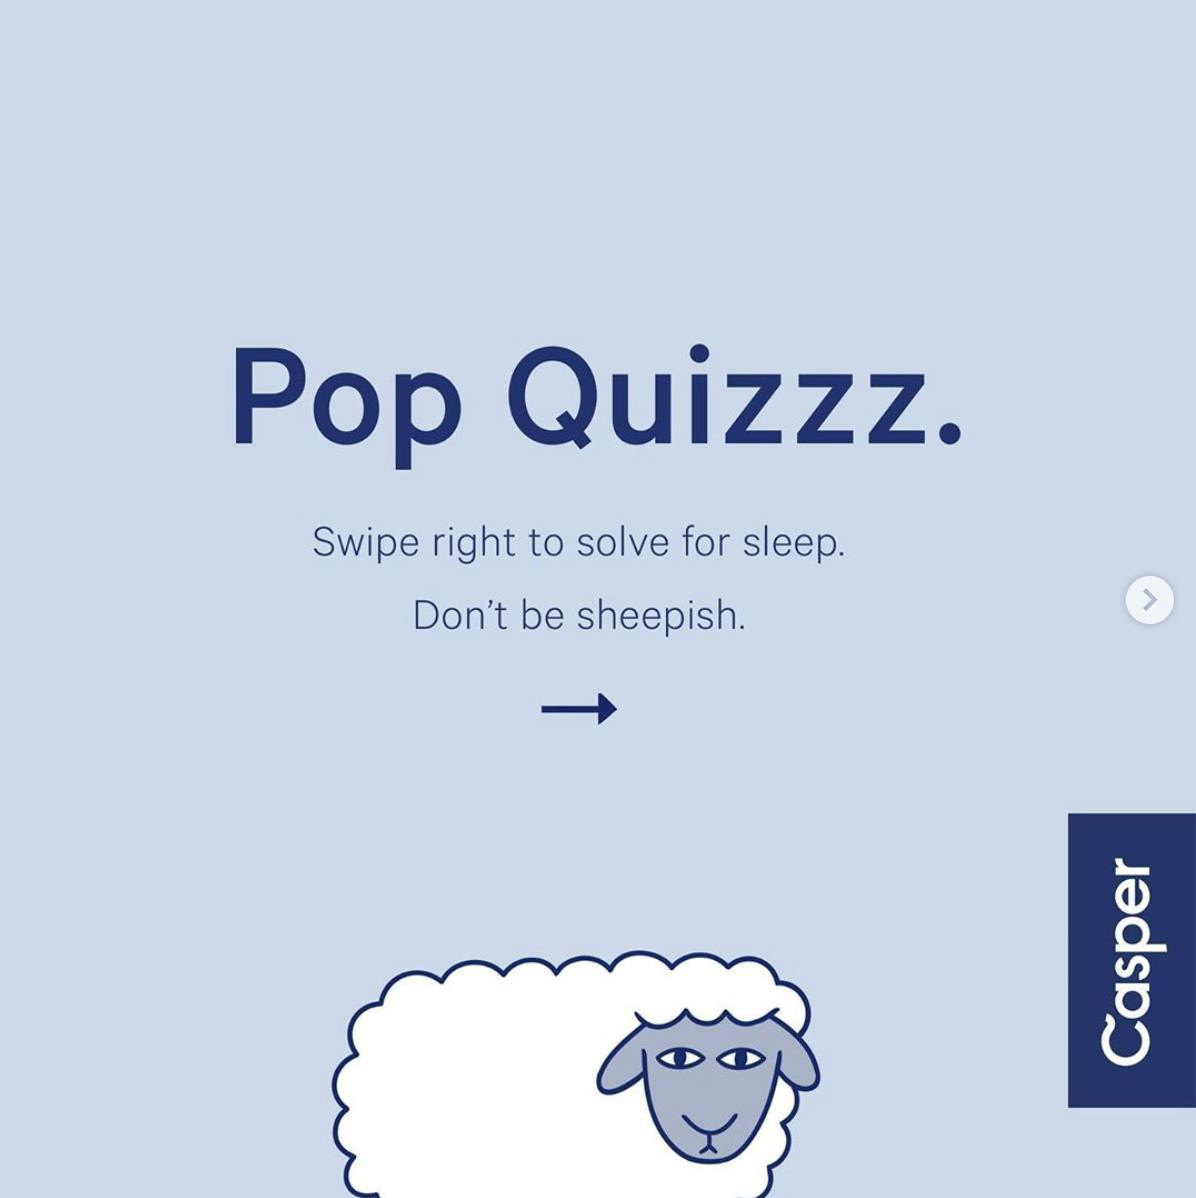 Pop Quizzz.
Swipe right to solve for sleep.
Don’t be sheepish.
Casper